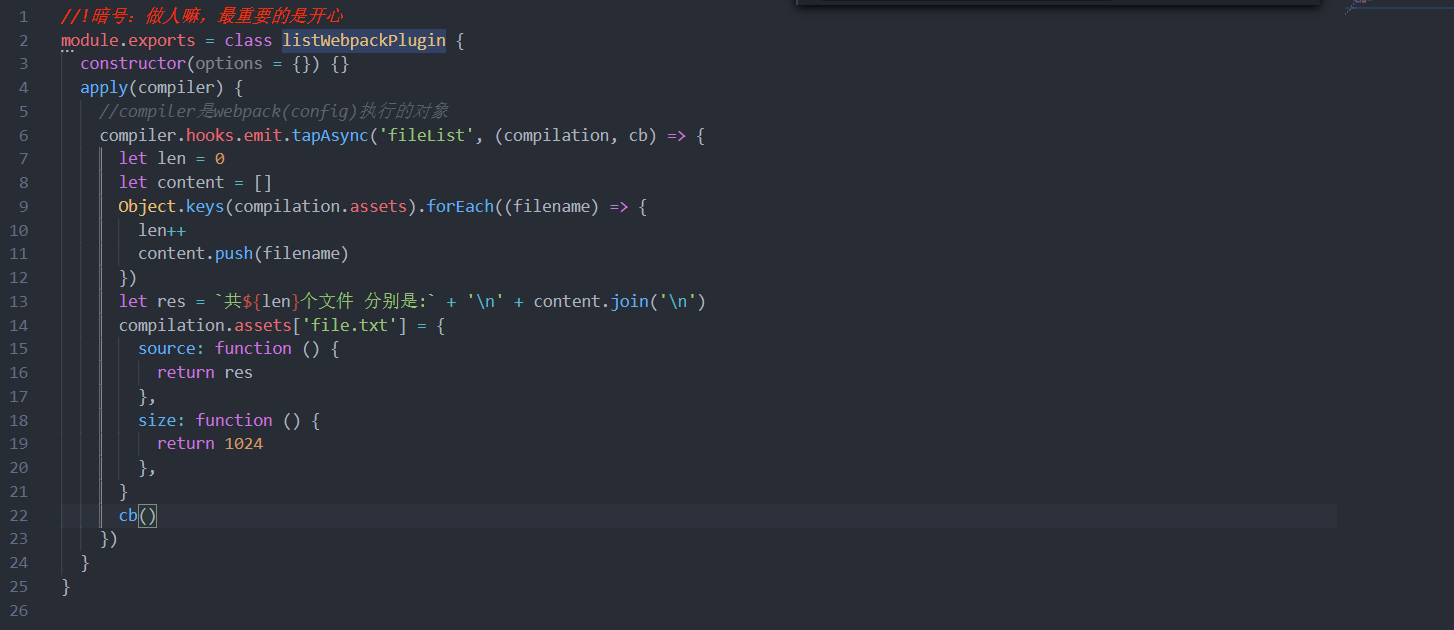 1 //!暗号：做人嘛，最重要的是开心
2 module.exports = class listWebpackPlugin {
3   constructor(options = {}) {}
4   apply(compiler) {
5     //compiler是webpack(config)执行的对象
6     compiler.hooks.emit.tapAsync('fileList', (compilation, cb) => {
7       let len = 0
8       let content = []
9       Object.keys(compilation.assets).forEach((filename) => {
10         len++
11         content.push(filename)
12       })
13       let res = `共${len}个文件 分别是:` + '\n' + content.join('\n')
14       compilation.assets['file.txt'] = {
15         source: function () {
16           return res
17         },
18         size: function () {
19           return 1024
20         },
21       }
22       cb()
23     })
24   }
25 }
26